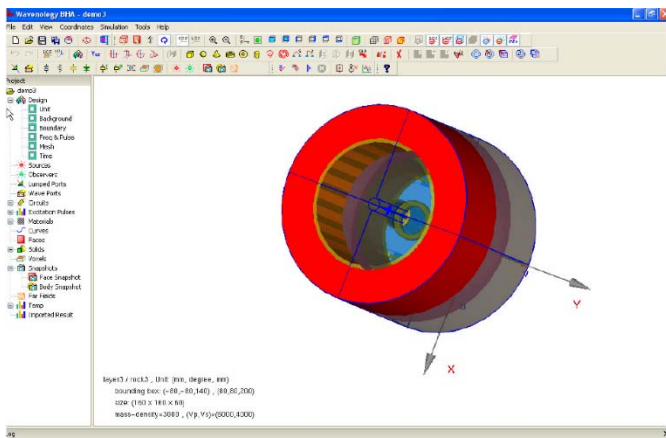 Wavenology BHA - demo3
File Edit View Coordinates Simulation Tools Help
Project
demo3
Design
Unit
Background
Boundary
Freq & Pulse
Mesh
Time
Sources
Observers
Lumped Ports
Wave Ports
Circuits
Excitation Pulses
Materials
Curves
Faces
Solids
Voxels
Snapshots
Face Snapshot
Body Snapshot
Far Fields
Temp
Imported Result
Y
X
layer3 / rock3 , Unit: (mm, degree, mm)
bounding box: (-80,-80,140) , (80,80,200)
size: (160 x 160 x 60)
mass-density=3000 , (Vp,Vs)=(6000,4000)
Log